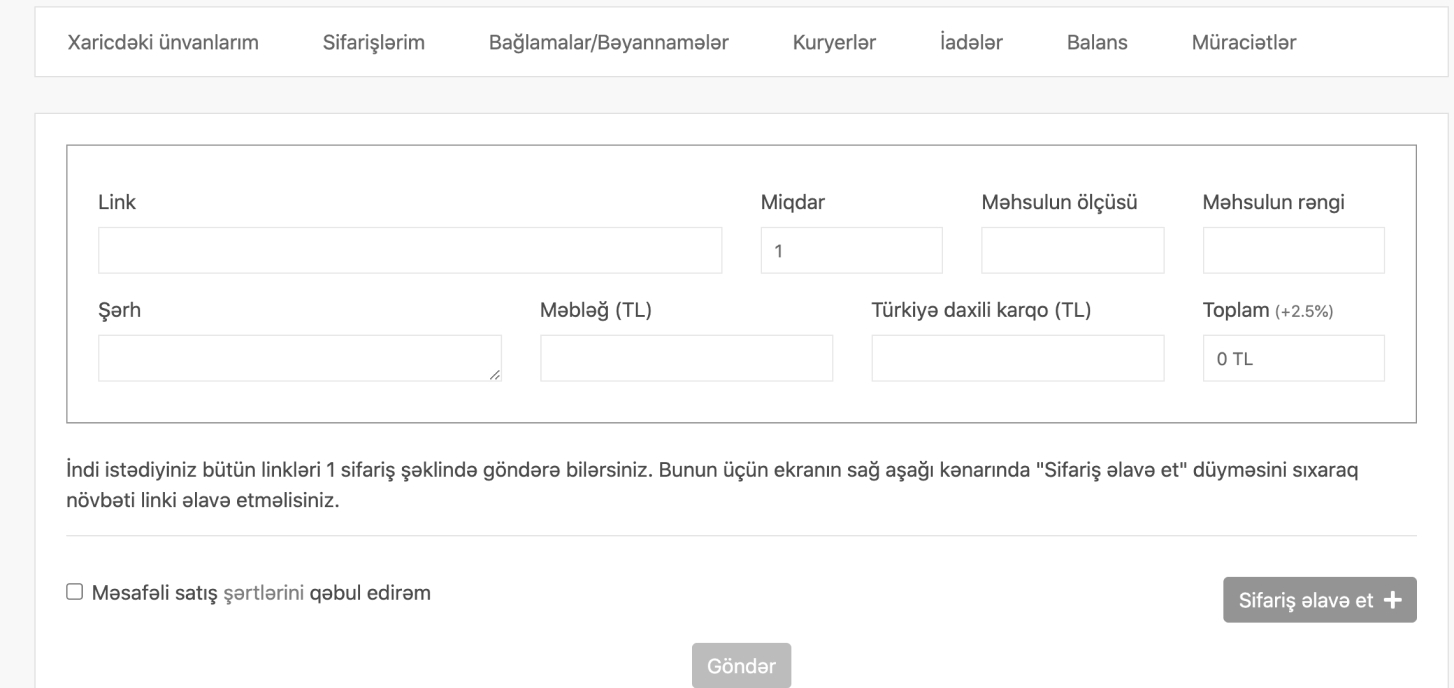 Xaricdəki ünvanlarım Sifarişlərim Bağlamalar/Bəyannamələr Kuryerlər İadələr Balans Müraciətlər
Link Miqdar Məhsulun ölçüsü Məhsulun rəngi
1
Şərh Məbləğ (TL) Türkiyə daxili karqo (TL) Toplam (+2.5%)
0 TL
İndi istədiyiniz bütün linkləri 1 sifariş şəklində göndərə bilərsiniz. Bunun üçün ekranın sağ aşağı kənarında "Sifariş əlavə et" düyməsini sıxaraq
növbəti linki əlavə etməlisiniz.
Məsafəli satış şərtlərini qəbul edirəm
Sifariş əlavə et +
Göndər